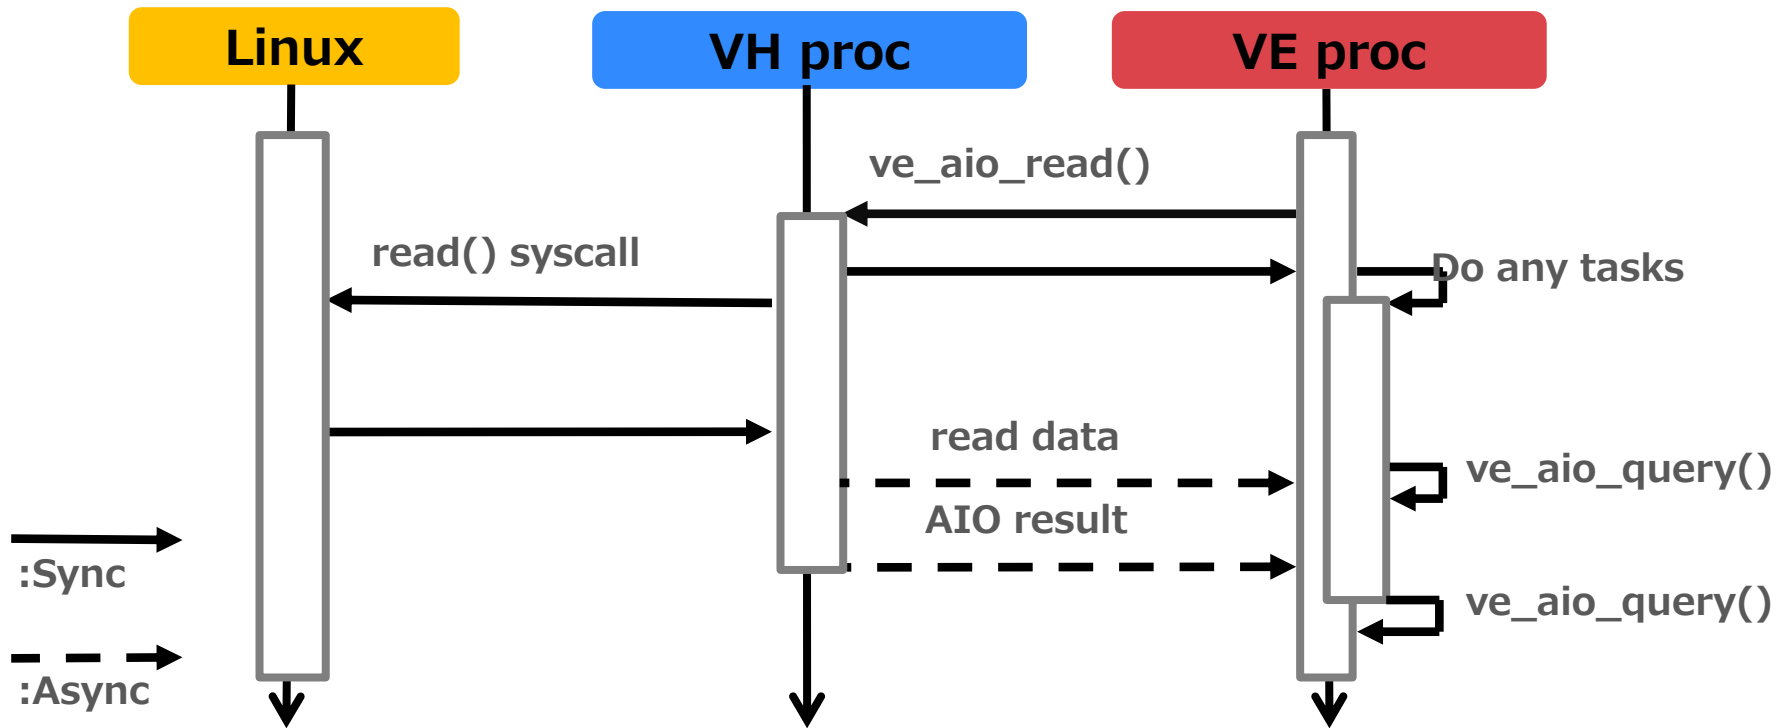 Linux
VH proc
VE proc
ve_aio_read()
read() syscall
Do any tasks
read data
ve_aio_query()
AIO result
:Sync
ve_aio_query()
:Async